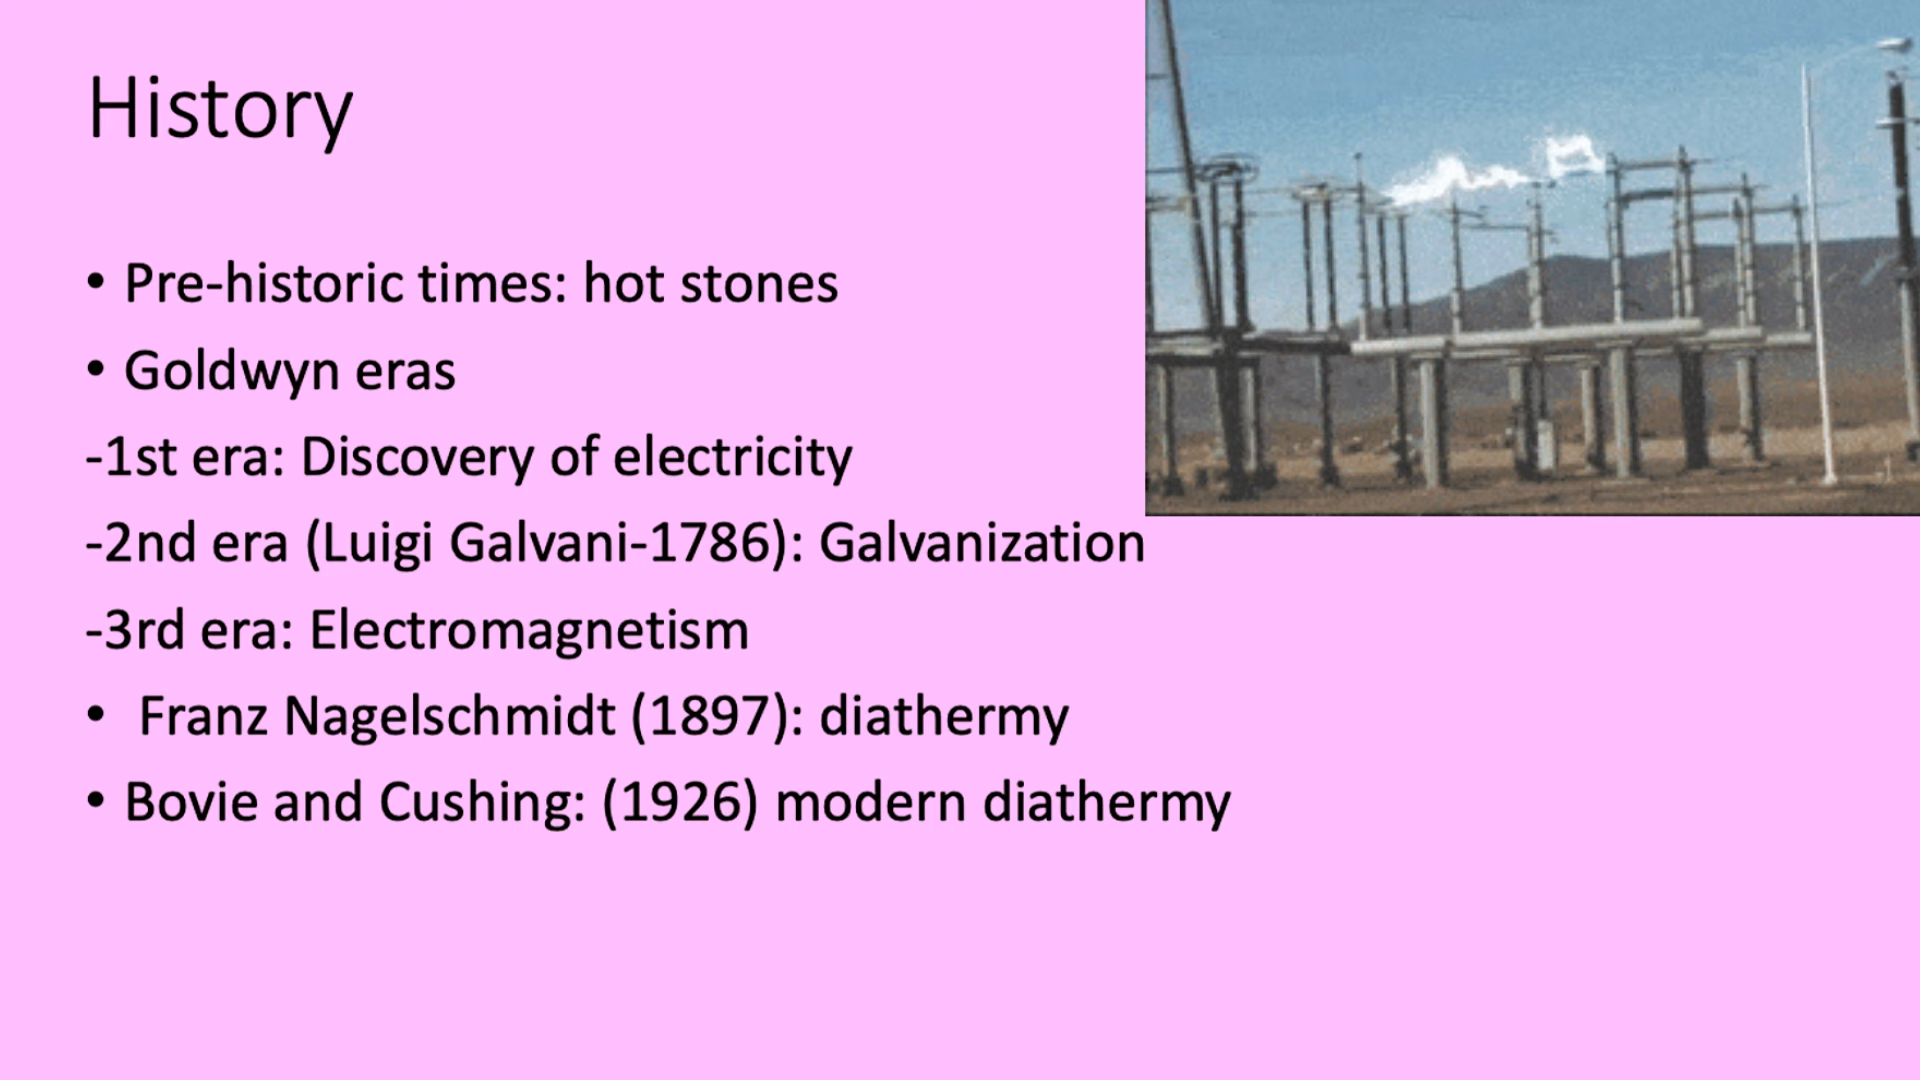 History
• Pre-historic times: hot stones
• Goldwyn eras
-1st era: Discovery of electricity
-2nd era (Luigi Galvani-1786): Galvanization
-3rd era: Electromagnetism
• Franz Nagelschmidt (1897): diathermy
• Bovie and Cushing: (1926) modern diathermy